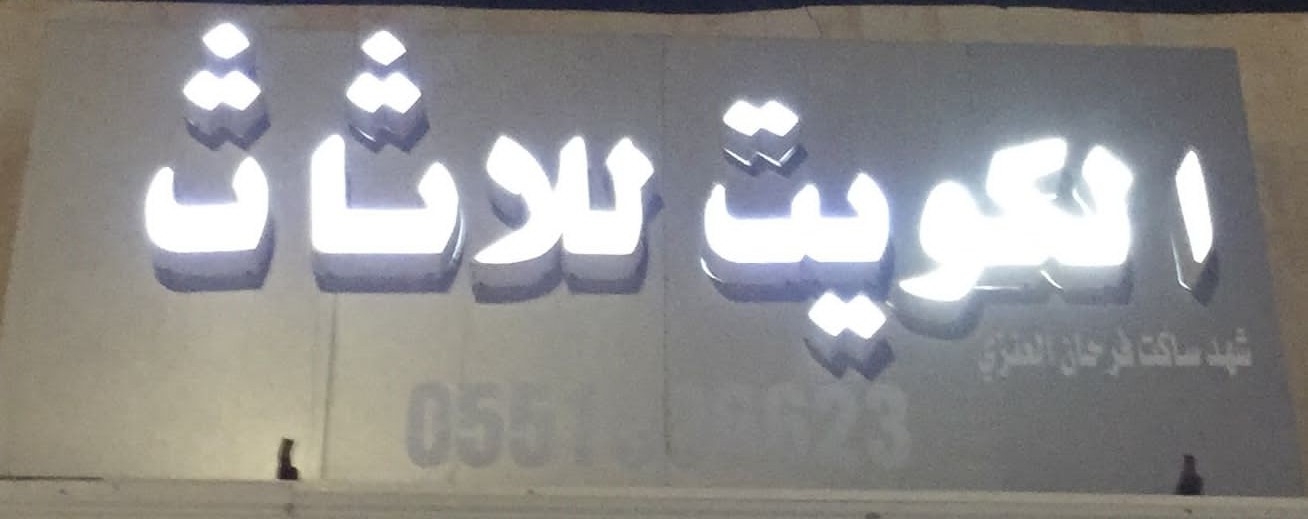 الكويت للاثاث
شهد ساكت فرحان العنزي